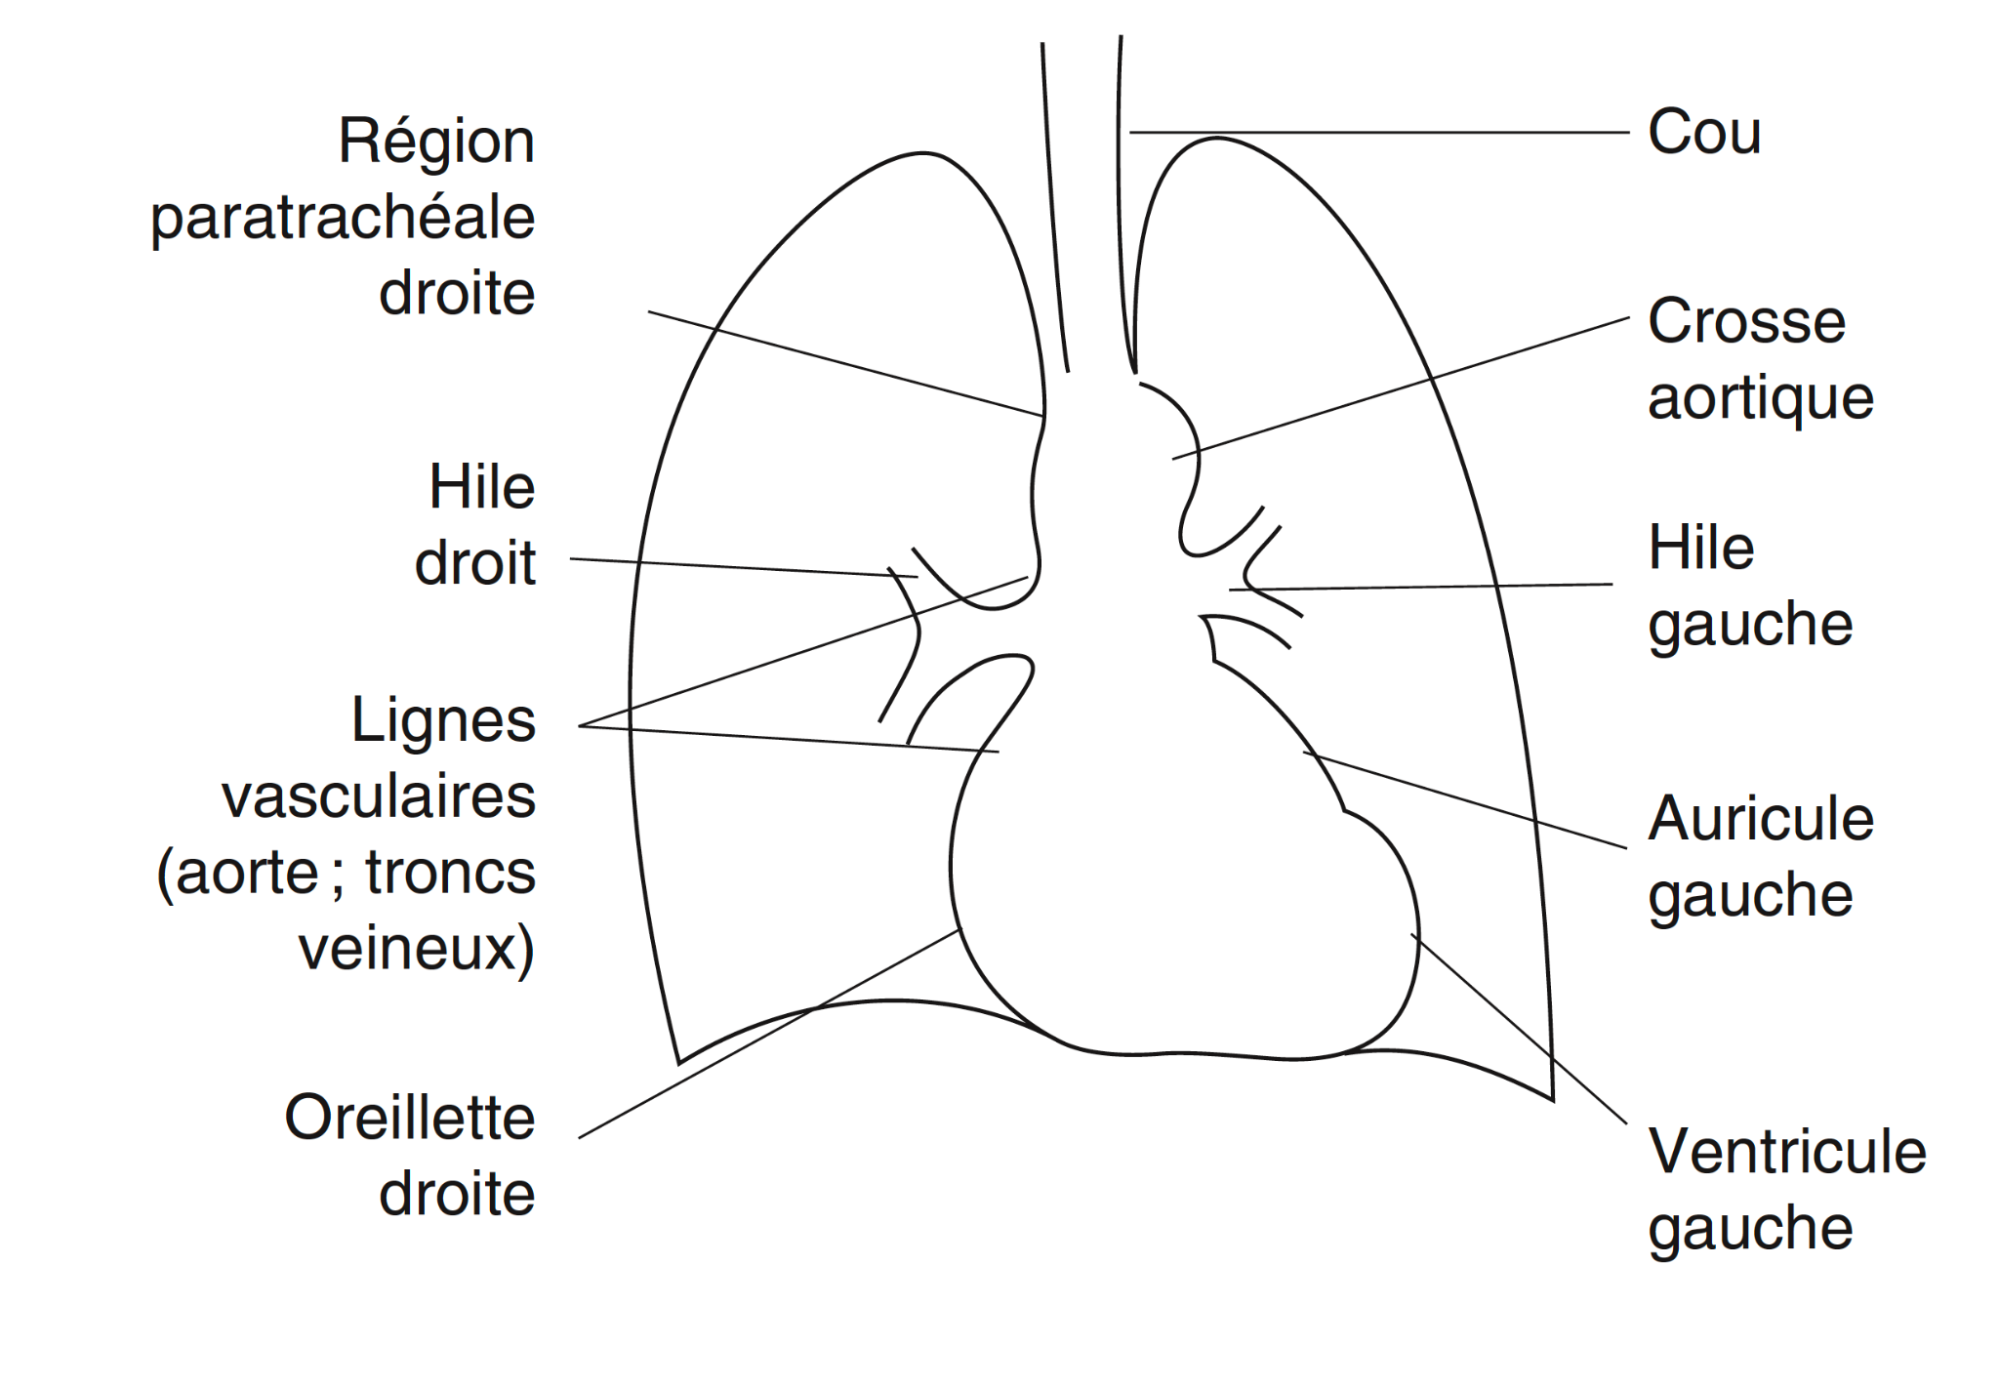 Région
paratrachéale
droite
Hile
droit
Lignes
vasculaires
(aorte ; troncs
veineux)
Oreillette
droite
Cou
Crosse
aortique
Hile
gauche
Auricule
gauche
Ventricule
gauche